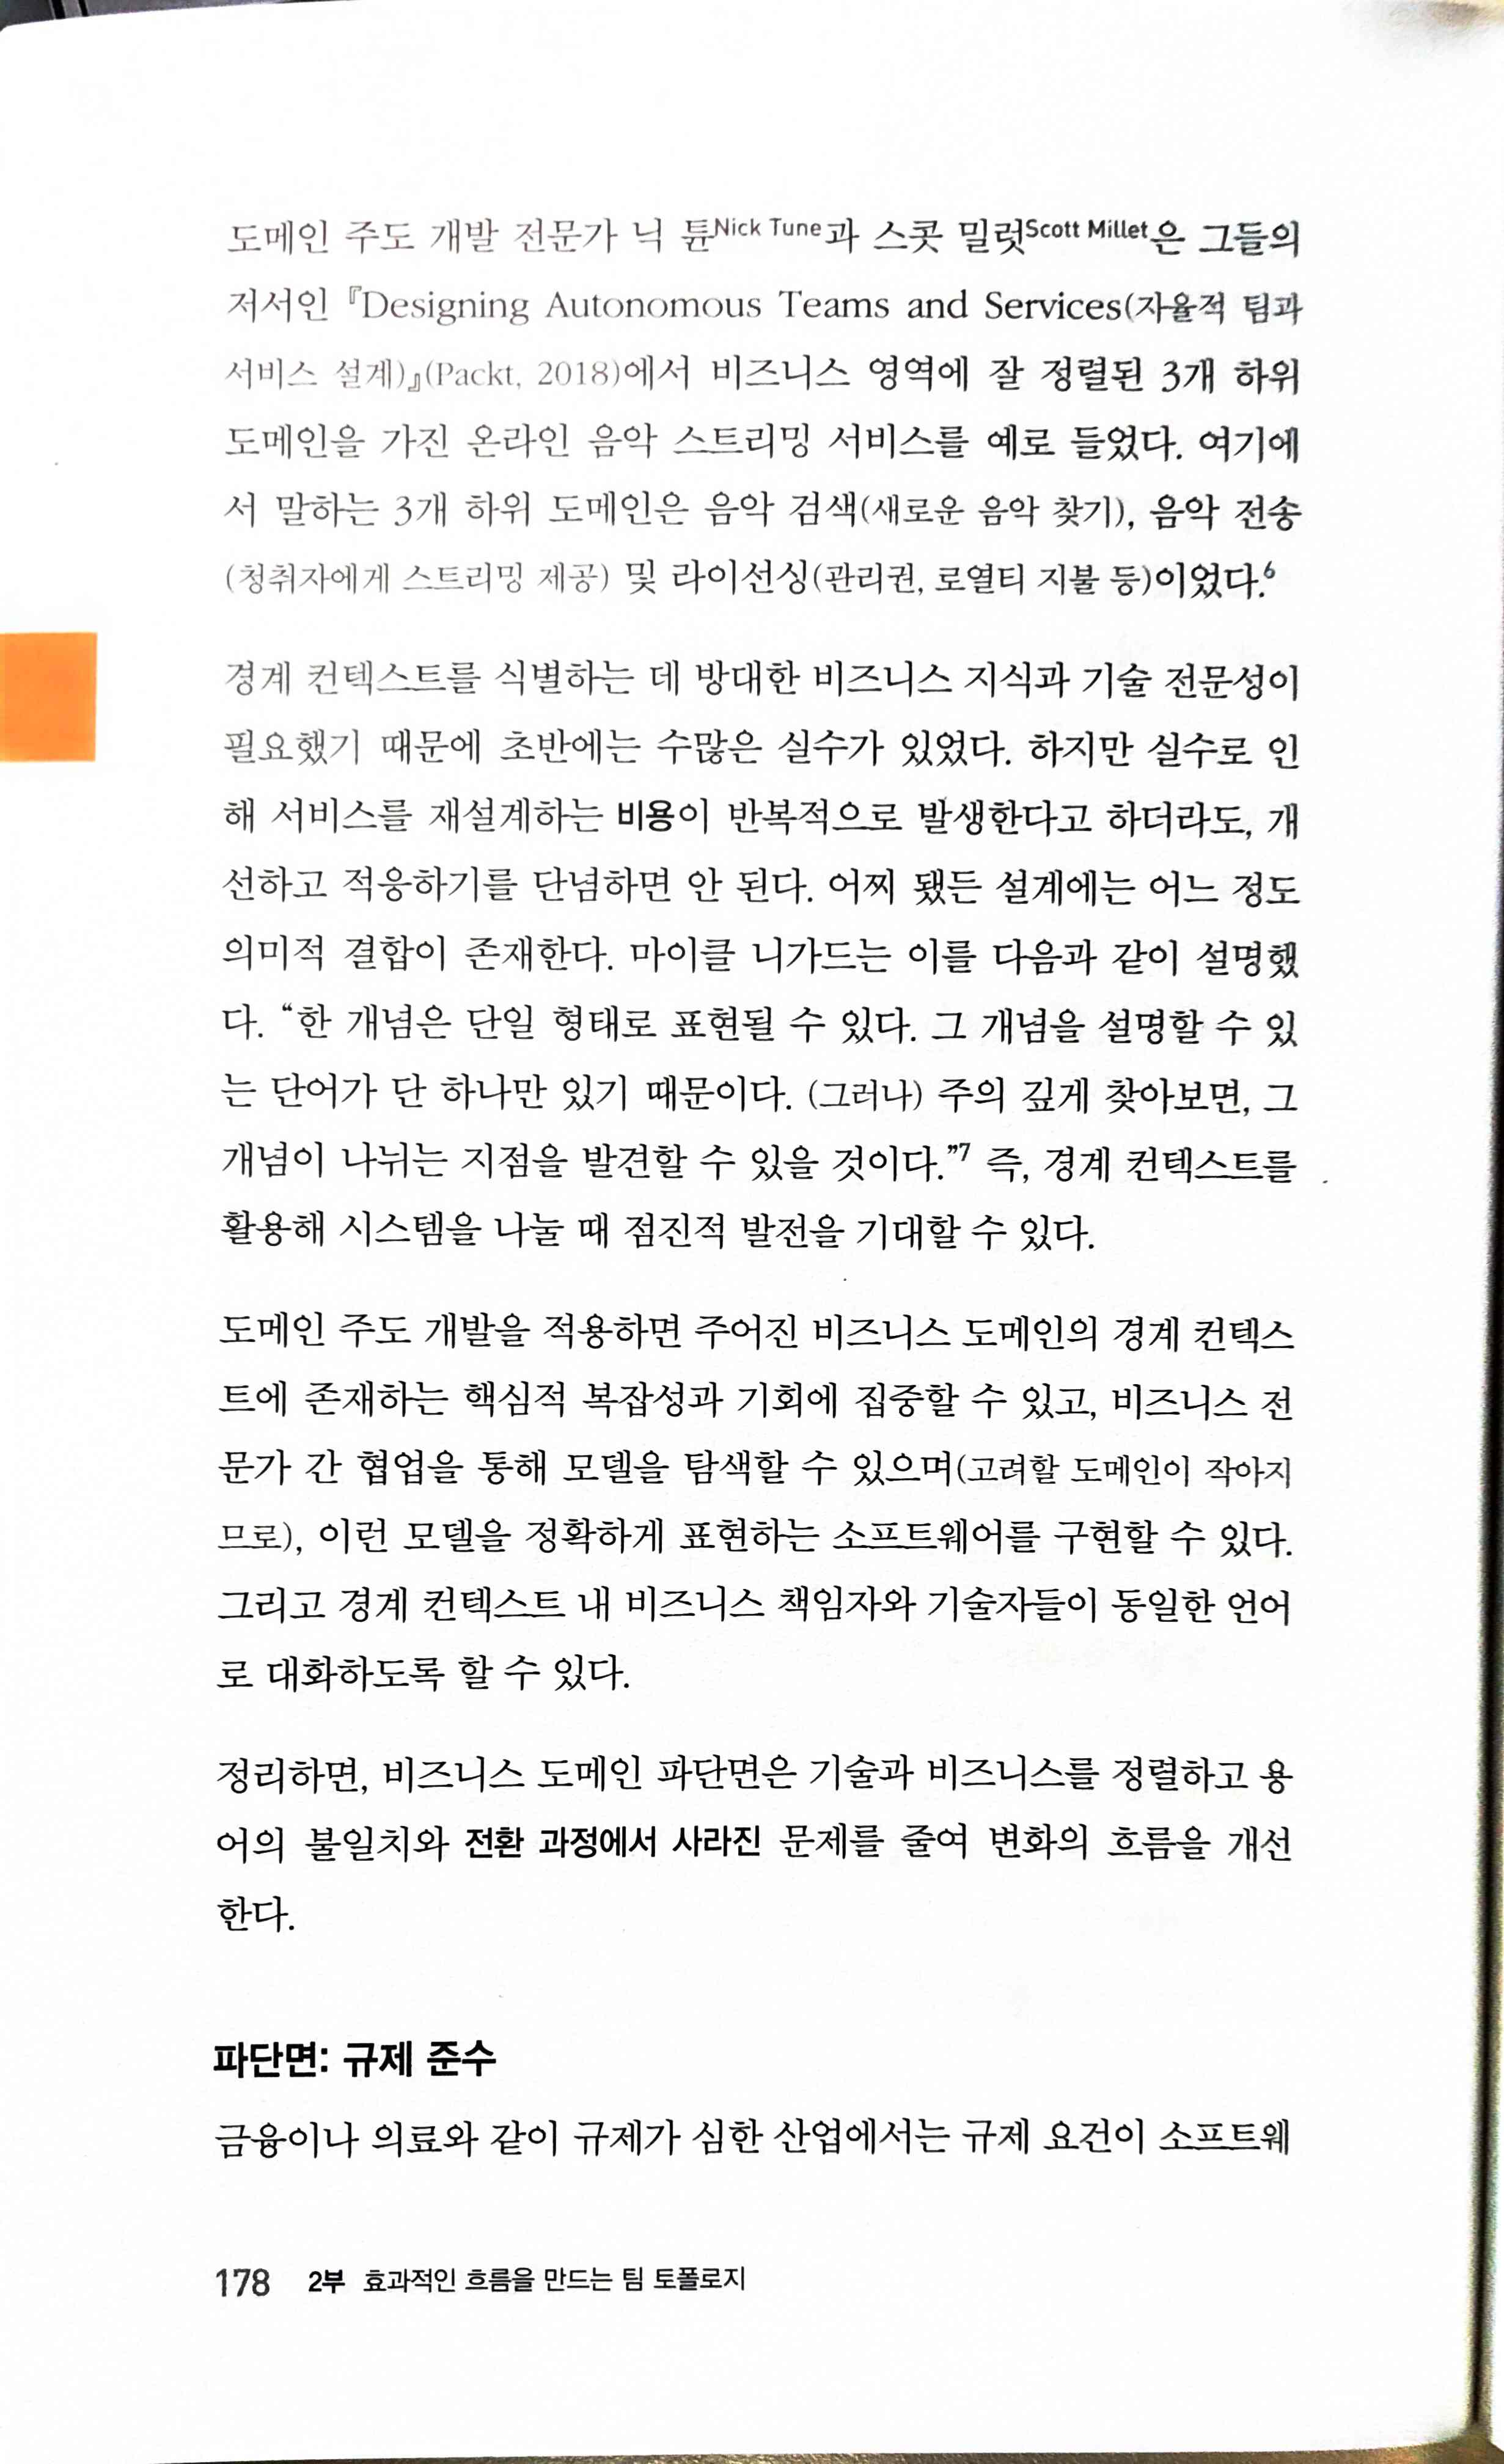 도메인 주도 개발 전문가 닉 튠Nick Tune과 스콧 밀럿Scott Millet은 그들의
저서인 『Designing Autonomous Teams and Services(자율적 팀과
서비스 설계)』(Packt, 2018)에서 비즈니스 영역에 잘 정렬된 3개 하위
도메인을 가진 온라인 음악 스트리밍 서비스를 예로 들었다. 여기에
서 말하는 3개 하위 도메인은 음악 검색(새로운 음악 찾기), 음악 전송
(청취자에게 스트리밍 제공) 및 라이선싱(관리권, 로열티 지불 등)이었다.6
경계 컨텍스트를 식별하는 데 방대한 비즈니스 지식과 기술 전문성이
필요했기 때문에 초반에는 수많은 실수가 있었다. 하지만 실수로 인
해 서비스를 재설계하는 비용이 반복적으로 발생한다고 하더라도, 개
선하고 적응하기를 단념하면 안 된다. 어찌 됐든 설계에는 어느 정도
의미적 결합이 존재한다. 마이클 니가드는 이를 다음과 같이 설명했
다. “한 개념은 단일 형태로 표현될 수 있다. 그 개념을 설명할 수 있
는 단어가 단 하나만 있기 때문이다. (그러나) 주의 깊게 찾아보면, 그
개념이 나뉘는 지점을 발견할 수 있을 것이다.”7 즉, 경계 컨텍스트를
활용해 시스템을 나눌 때 점진적 발전을 기대할 수 있다.
도메인 주도 개발을 적용하면 주어진 비즈니스 도메인의 경계 컨텍스
트에 존재하는 핵심적 복잡성과 기회에 집중할 수 있고, 비즈니스 전
문가 간 협업을 통해 모델을 탐색할 수 있으며(고려할 도메인이 작아지
므로), 이런 모델을 정확하게 표현하는 소프트웨어를 구현할 수 있다.
그리고 경계 컨텍스트 내 비즈니스 책임자와 기술자들이 동일한 언어
로 대화하도록 할 수 있다.
정리하면, 비즈니스 도메인 파단면은 기술과 비즈니스를 정렬하고 용
어의 불일치와 전환 과정에서 사라진 문제를 줄여 변화의 흐름을 개선
한다.
파단면: 규제 준수
금융이나 의료와 같이 규제가 심한 산업에서는 규제 요건이 소프트웨
178 2부 효과적인 흐름을 만드는 팀 토폴로지